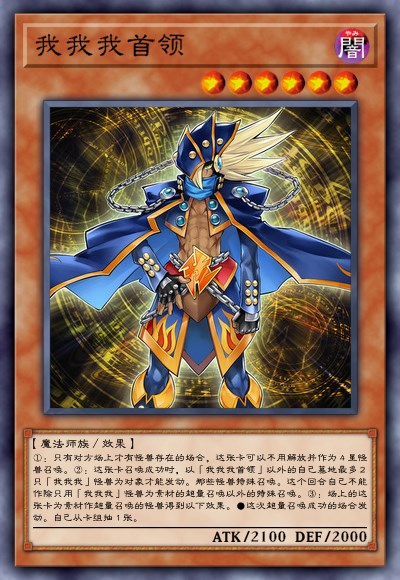 我我我首领
やみ
闇
【魔法师族／效果】
①：只有对方场上才有怪兽存在的场合，这张卡可以不用解放并作为４星怪
兽召唤。②：这张卡召唤成功时，以「我我我首领」以外的自己墓地最多２
只「我我我」怪兽为对象才能发动。那些怪兽特殊召唤。这个回合自己不能
作除只用「我我我」怪兽为素材的超量召唤以外的特殊召唤。③：场上的这
张卡为素材作超量召唤的怪兽得到以下效果。●这次超量召唤成功的场合发
动。自己从卡组抽１张。
ATK/2100 DEF/2000